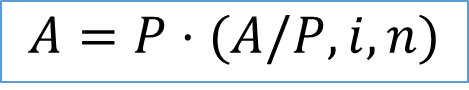 A = P · (A/P, i, n)